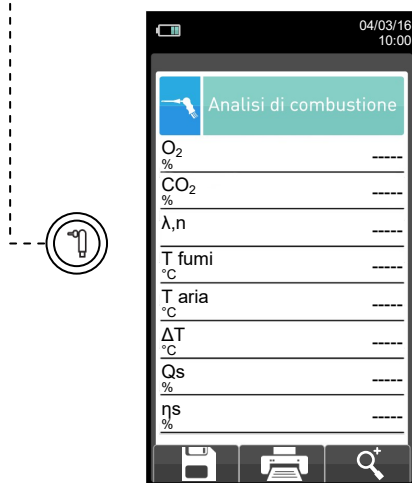 04/03/16
10:00
Analisi di combustione
O₂
% -----
CO₂
% -----
λ,n -----
T fumi
°C -----
T aria
°C -----
ΔT
°C -----
Qs
% -----
ηs
% -----